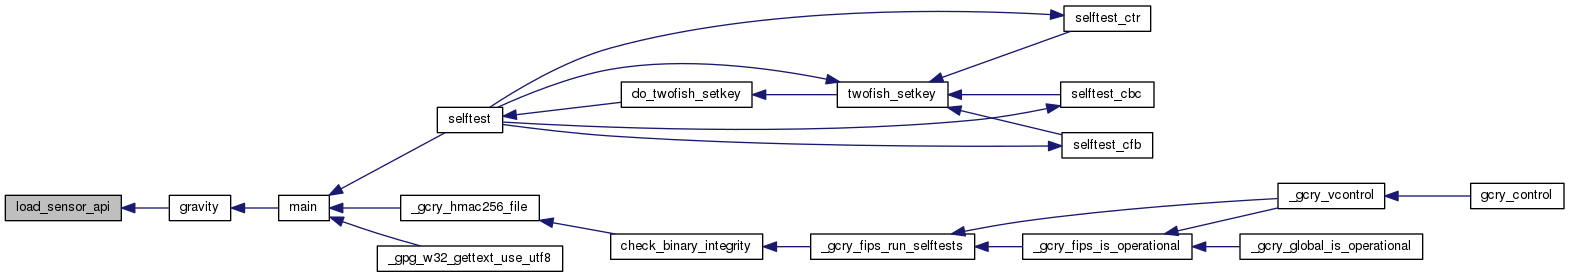 selftest_ctr
do_twofish_setkey
twofish_setkey
selftest_cbc
selftest
selftest_cfb
load_sensor_api
gravity
main
_gcry_hmac256_file
_gcry_vcontrol
gcry_control
check_binary_integrity
_gcry_fips_run_selftests
_gcry_fips_is_operational
_gcry_global_is_operational
_gpg_w32_gettext_use_utf8